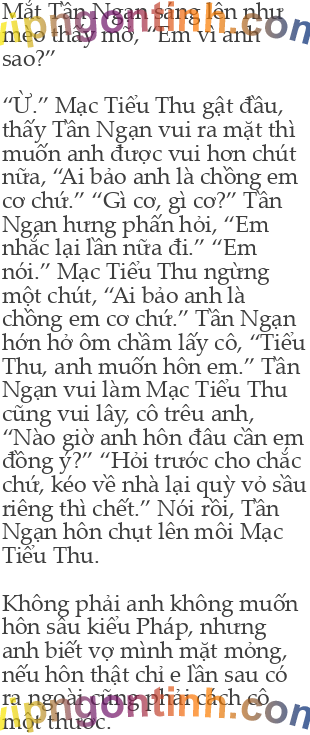 Mắt Tần Ngạn sáng lên như
mèo thấy mỡ, “Em vì anh
sao?”
“Ừ.” Mạc Tiểu Thu gật đầu,
thấy Tần Ngạn vui ra mặt thì
muốn anh được vui hơn chút
nữa, “Ai bảo anh là chồng em
cơ chứ.” “Gì cơ, gì cơ?” Tần
Ngạn hưng phấn hỏi, “Em
nhắc lại lần nữa đi.” “Em
nói.” Mạc Tiểu Thu ngừng
một chút, “Ai bảo anh là
chồng em cơ chứ.” Tần Ngạn
hớn hở ôm chầm lấy cô, “Tiểu
Thu, anh muốn hôn em.” Tần
Ngạn vui làm Mạc Tiểu Thu
cũng vui lây, cô trêu anh,
“Nào giờ anh hôn đâu cần em
đồng ý?” “Hỏi trước cho chắc
chứ, kéo về nhà lại quỳ vỏ sầu
riêng thì chết.” Nói rồi, Tần
Ngạn hôn chụt lên môi Mạc
Tiểu Thu.
Không phải anh không muốn
hôn sâu kiểu Pháp, nhưng
anh biết vợ mình mặt mỏng,
nếu hôn thật chỉ e lần sau có
ra ngoài cũng phải cách cô
một thước.
vipngontinh.com
vipngontinh.com